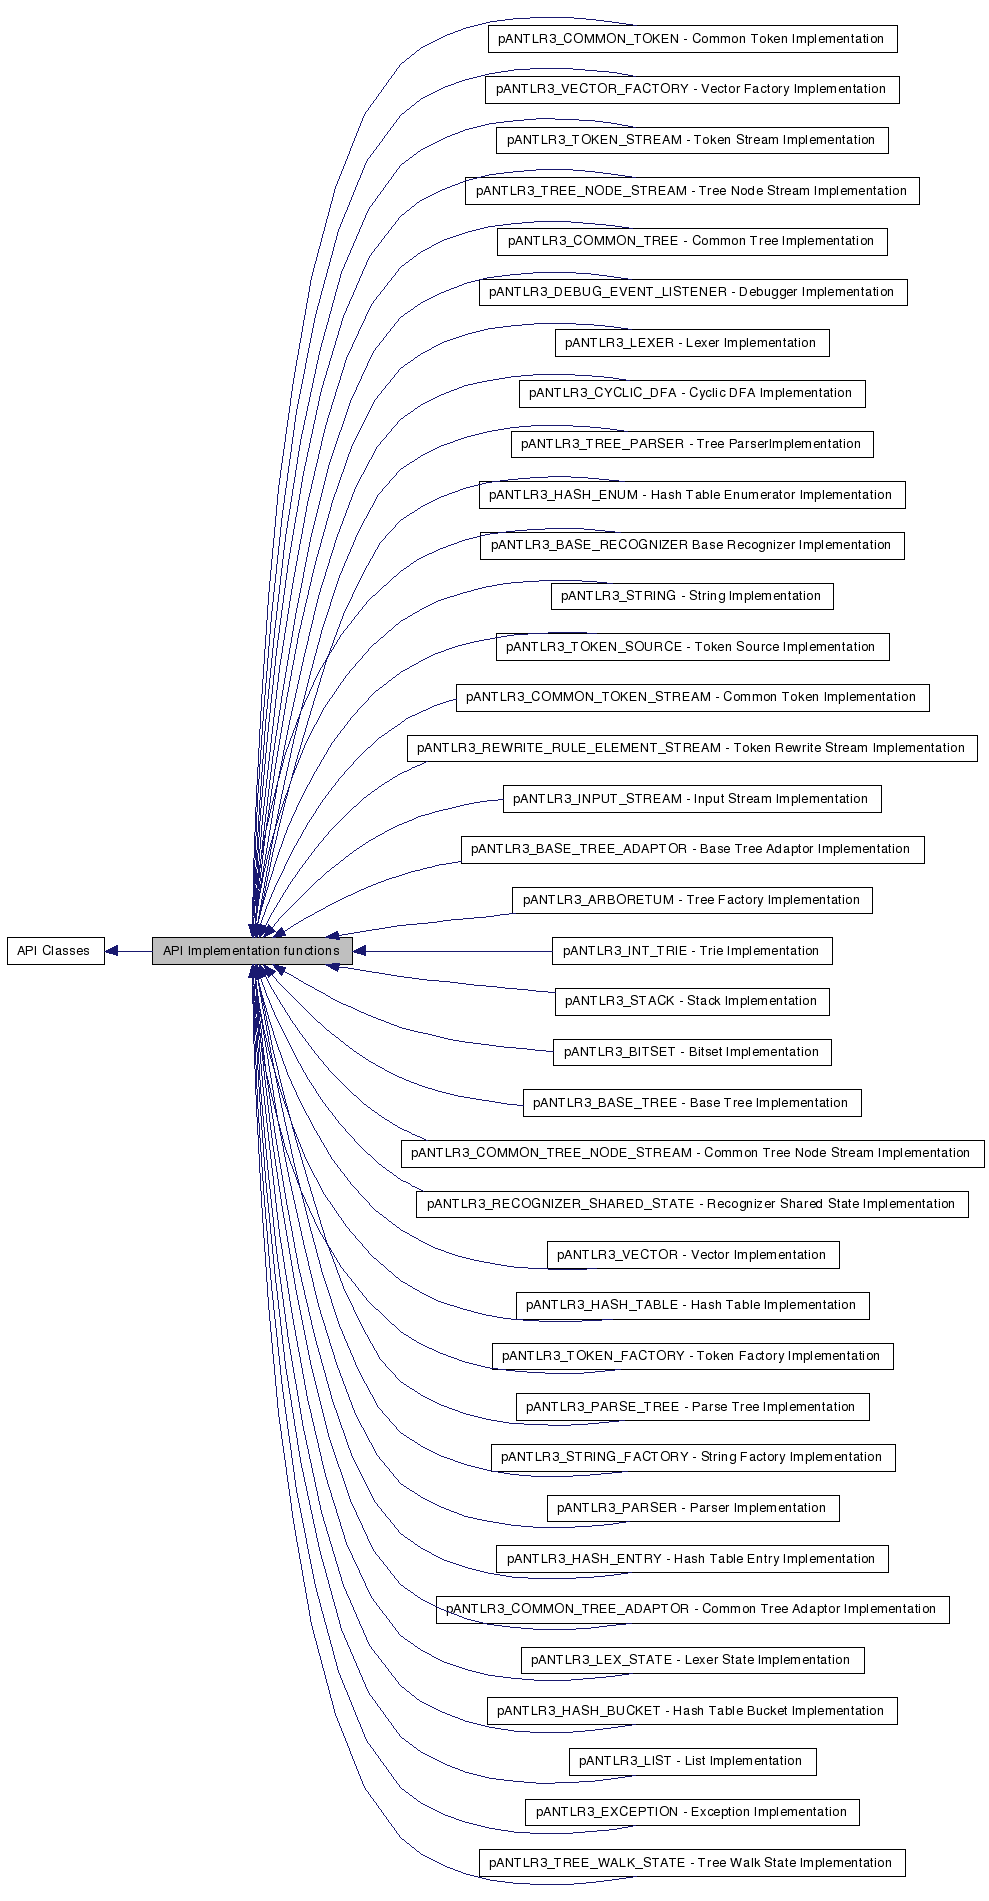 pANTLR3_COMMON_TOKEN - Common Token Implementation
pANTLR3_VECTOR_FACTORY - Vector Factory Implementation
pANTLR3_TOKEN_STREAM - Token Stream Implementation
pANTLR3_TREE_NODE_STREAM - Tree Node Stream Implementation
pANTLR3_COMMON_TREE - Common Tree Implementation
pANTLR3_DEBUG_EVENT_LISTENER - Debugger Implementation
pANTLR3_LEXER - Lexer Implementation
pANTLR3_CYCLIC_DFA - Cyclic DFA Implementation
pANTLR3_TREE_PARSER - Tree ParserImplementation
pANTLR3_HASH_ENUM - Hash Table Enumerator Implementation
pANTLR3_BASE_RECOGNIZER Base Recognizer Implementation
pANTLR3_STRING - String Implementation
pANTLR3_TOKEN_SOURCE - Token Source Implementation
pANTLR3_COMMON_TOKEN_STREAM - Common Token Implementation
pANTLR3_REWRITE_RULE_ELEMENT_STREAM - Token Rewrite Stream Implementation
pANTLR3_INPUT_STREAM - Input Stream Implementation
pANTLR3_BASE_TREE_ADAPTOR - Base Tree Adaptor Implementation
pANTLR3_ARBORETUM - Tree Factory Implementation
API Classes
API Implementation functions
pANTLR3_INT_TRIE - Trie Implementation
pANTLR3_STACK - Stack Implementation
pANTLR3_BITSET - Bitset Implementation
pANTLR3_BASE_TREE - Base Tree Implementation
pANTLR3_COMMON_TREE_NODE_STREAM - Common Tree Node Stream Implementation
pANTLR3_RECOGNIZER_SHARED_STATE - Recognizer Shared State Implementation
pANTLR3_VECTOR - Vector Implementation
pANTLR3_HASH_TABLE - Hash Table Implementation
pANTLR3_TOKEN_FACTORY - Token Factory Implementation
pANTLR3_PARSE_TREE - Parse Tree Implementation
pANTLR3_STRING_FACTORY - String Factory Implementation
pANTLR3_PARSER - Parser Implementation
pANTLR3_HASH_ENTRY - Hash Table Entry Implementation
pANTLR3_COMMON_TREE_ADAPTOR - Common Tree Adaptor Implementation
pANTLR3_LEX_STATE - Lexer State Implementation
pANTLR3_HASH_BUCKET - Hash Table Bucket Implementation
pANTLR3_LIST - List Implementation
pANTLR3_EXCEPTION - Exception Implementation
pANTLR3_TREE_WALK_STATE - Tree Walk State Implementation